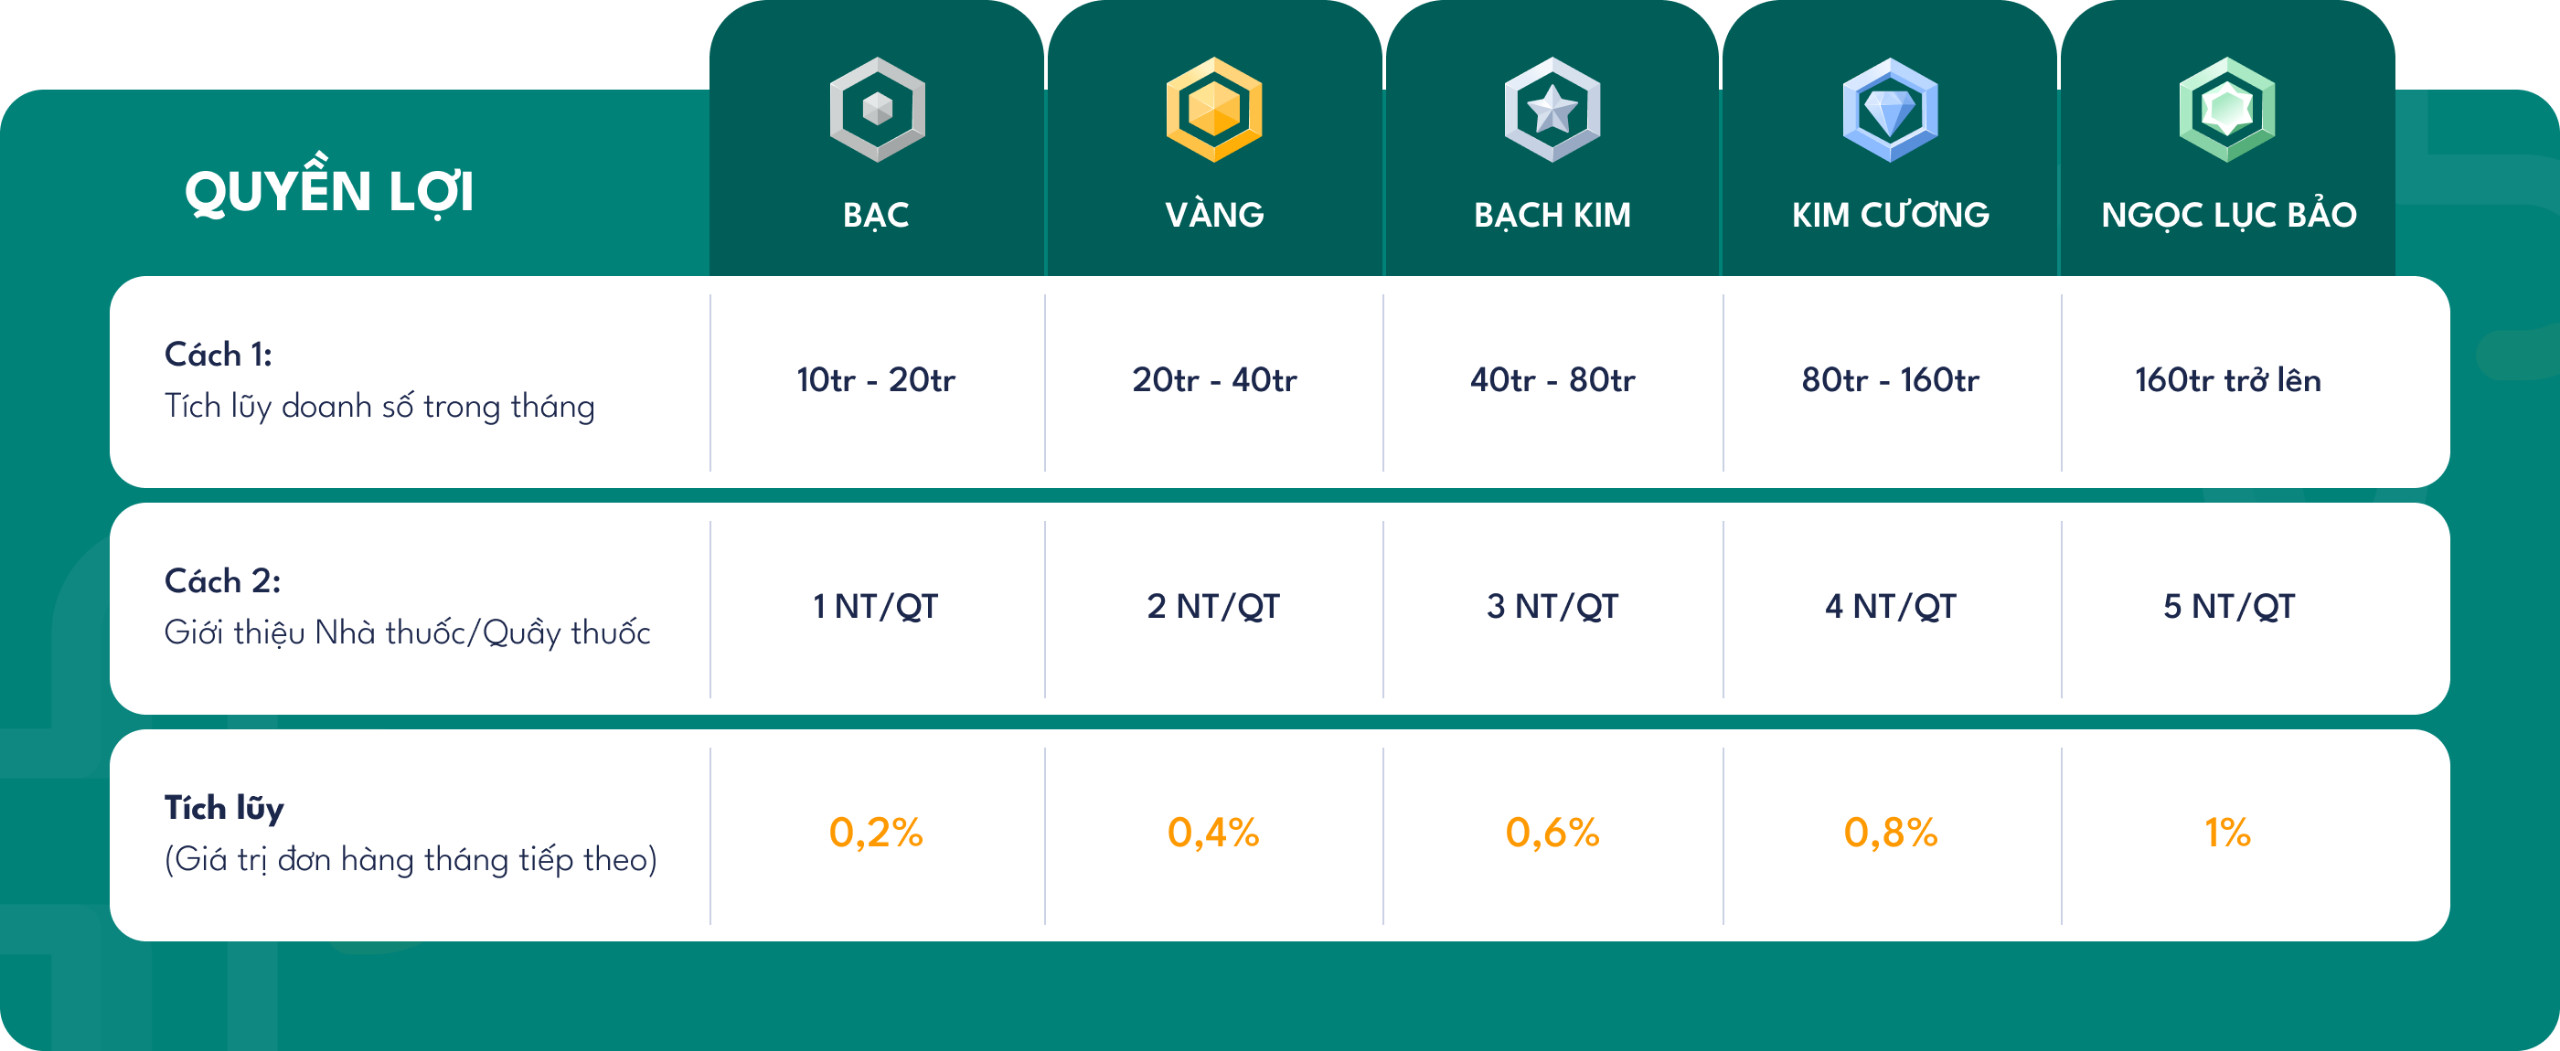 QUYỀN LỢI
BẠC
VÀNG
BẠCH KIM
KIM CƯƠNG
NGỌC LỤC BẢO
Cách 1:
Tích lũy doanh số trong tháng
10tr - 20tr
20tr - 40tr
40tr - 80tr
80tr - 160tr
160tr trở lên
Cách 2:
Giới thiệu Nhà thuốc/Quầy thuốc
1 NT/QT
2 NT/QT
3 NT/QT
4 NT/QT
5 NT/QT
Tích lũy
(Giá trị đơn hàng tháng tiếp theo)
0,2%
0,4%
0,6%
0,8%
1%